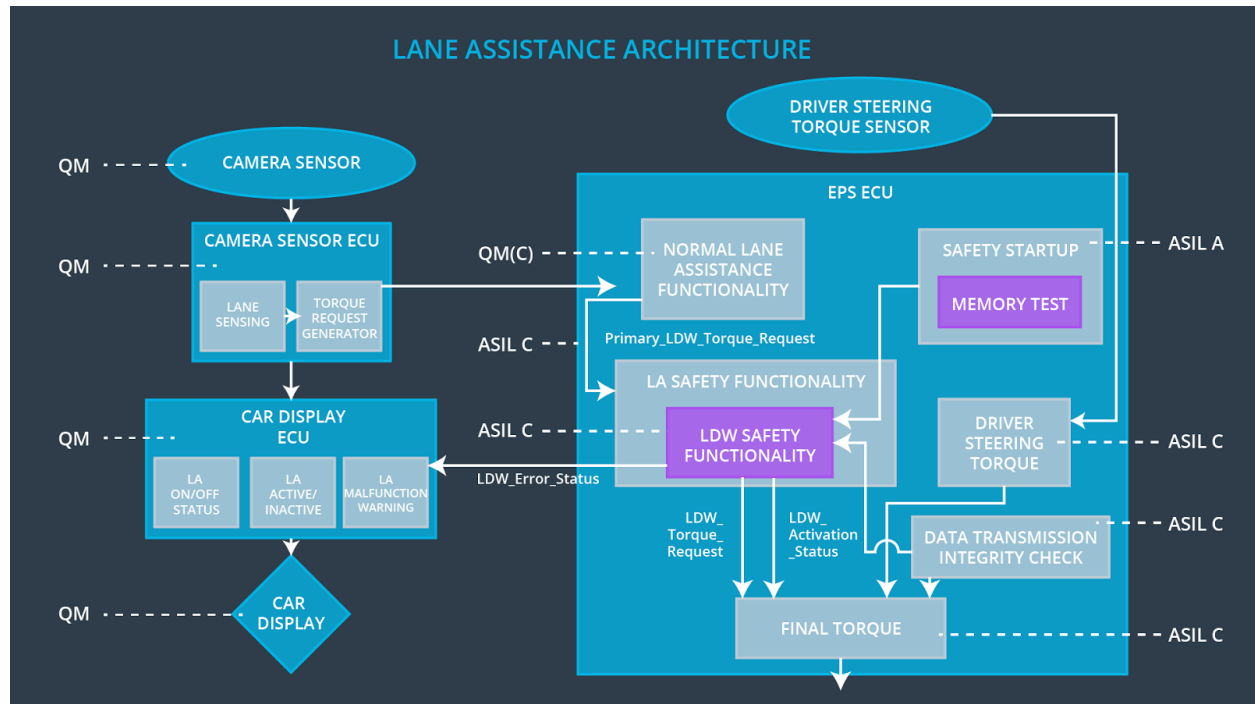 LANE ASSISTANCE ARCHITECTURE
DRIVER STEERING
TORQUE SENSOR
QM
CAMERA SENSOR
EPS ECU
CAMERA SENSOR ECU
QM
LANE
SENSING
TORQUE
REQUEST
GENERATOR
QM(C)
NORMAL LANE
ASSISTANCE
FUNCTIONALITY
SAFETY STARTUP
MEMORY TEST
ASIL A
ASIL C
Primary_LDW_Torque_Request
LA SAFETY FUNCTIONALITY
ASIL C
LDW SAFETY
FUNCTIONALITY
DRIVER
STEERING
TORQUE
ASIL C
CAR DISPLAY
ECU
QM
LA
ON/OFF
STATUS
LA
ACTIVE/
INACTIVE
LA
MALFUNCTION
WARNING
LDW_Error_Status
LDW_
Torque_
Request
LDW_
Activation
_Status
DATA TRANSMISSION
INTEGRITY CHECK
ASIL C
QM
CAR
DISPLAY
FINAL TORQUE
ASIL C